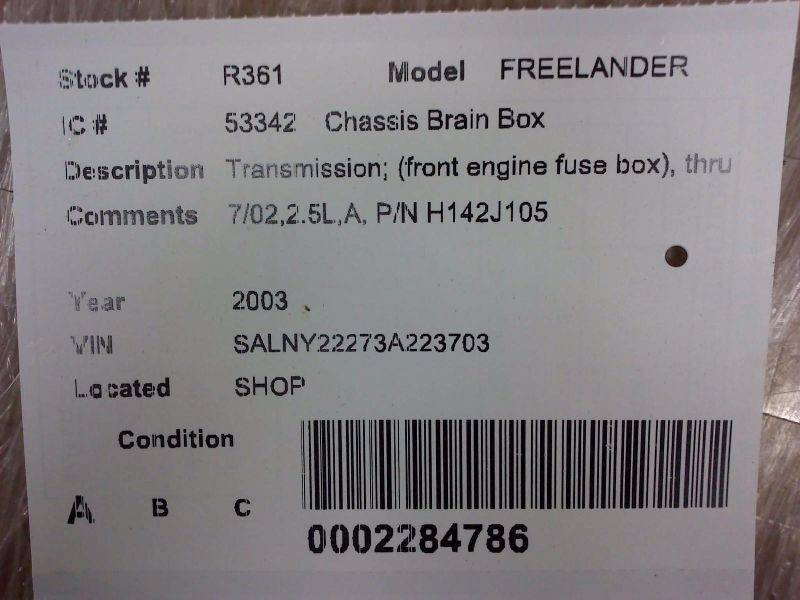 Stock # R361 Model FREELANDER
IC # 53342 Chassis Brain Box
Description Transmission; (front engine fuse box), thru
Comments 7/02,2.5L,A, P/N H142J105
Year 2003
VIN SALNY22273A223703
Located SHOP
Condition
A B C
0002284786